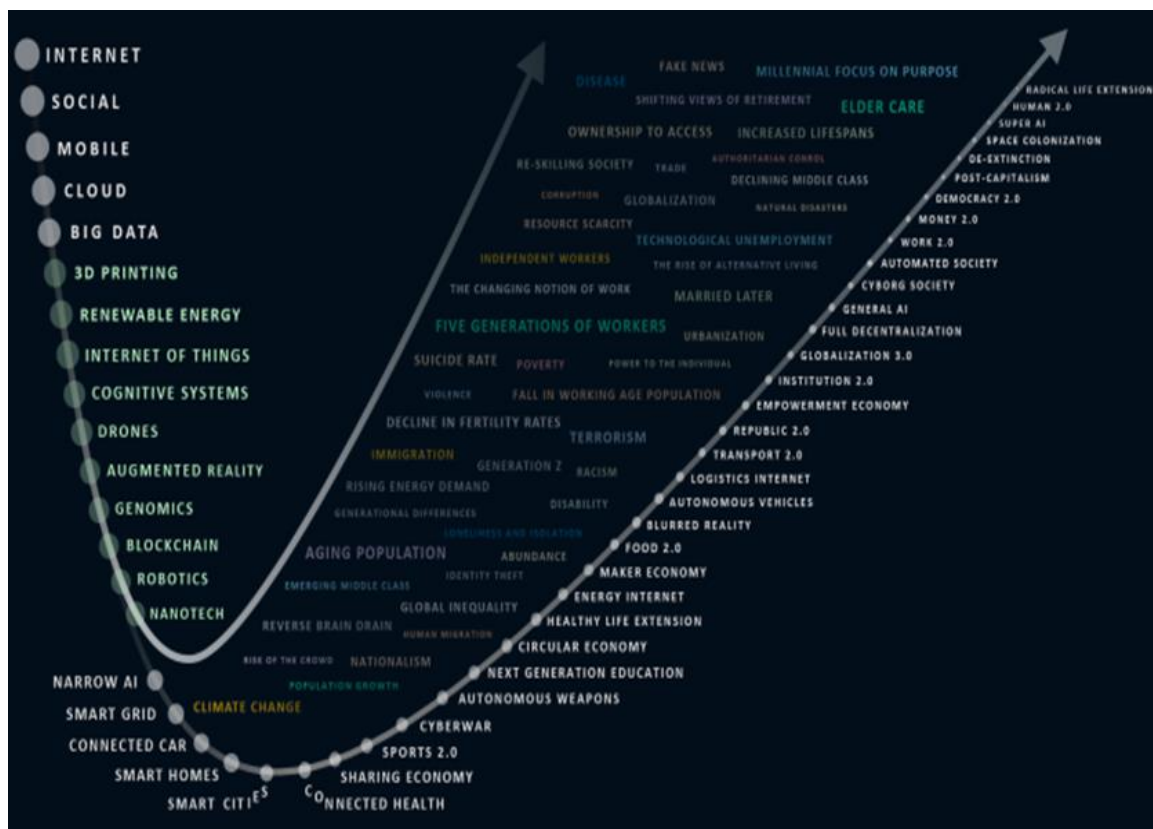 INTERNET
SOCIAL
MOBILE
CLOUD
BIG DATA
3D PRINTING
RENEWABLE ENERGY
INTERNET OF THINGS
COGNITIVE SYSTEMS
DRONES
AUGMENTED REALITY
GENOMICS
BLOCKCHAIN
ROBOTICS
NANOTECH
NARROW AI
SMART GRID
CONNECTED CAR
SMART HOMES
SMART CITIES
CONNECTED HEALTH
SHARING ECONOMY
SPORTS 2.0
CYBERWAR
AUTONOMOUS WEAPONS
NEXT GENERATION EDUCATION
CIRCULAR ECONOMY
HEALTHY LIFE EXTENSION
ENERGY INTERNET
MAKER ECONOMY
FOOD 2.0
BLURRED REALITY
AUTONOMOUS VEHICLES
LOGISTICS INTERNET
TRANSPORT 2.0
REPUBLIC 2.0
EMPOWERMENT ECONOMY
INSTITUTION 2.0
GLOBALIZATION 3.0
FULL DECENTRALIZATION
GENERAL AI
CYBORG SOCIETY
AUTOMATED SOCIETY
WORK 2.0
MONEY 2.0
DEMOCRACY 2.0
POST-CAPITALISM
DE-EXTINCTION
SPACE COLONIZATION
SUPER AI
HUMAN 2.0
RADICAL LIFE EXTENSION
FAKE NEWS
DISEASE
MILLENNIAL FOCUS ON PURPOSE
SHIFTING VIEWS OF RETIREMENT
ELDER CARE
OWNERSHIP TO ACCESS
INCREASED LIFESPANS
RE-SKILLING SOCIETY
TRADE
AUTHORITARIAN CONROL
DECLINING MIDDLE CLASS
CORRUPTION
GLOBALIZATION
NATURAL DISASTERS
RESOURCE SCARCITY
TECHNOLOGICAL UNEMPLOYMENT
INDEPENDENT WORKERS
THE RISE OF ALTERNATIVE LIVING
THE CHANGING NOTION OF WORK
MARRIED LATER
FIVE GENERATIONS OF WORKERS
URBANIZATION
SUICIDE RATE
POVERTY
POWER TO THE INDIVIDUAL
VIOLENCE
FALL IN WORKING AGE POPULATION
DECLINE IN FERTILITY RATES
TERRORISM
IMMIGRATION
GENERATION Z
RACISM
RISING ENERGY DEMAND
DISABILITY
GENERATIONAL DIFFERENCES
LONELINESS AND ISOLATION
AGING POPULATION
ABUNDANCE
IDENTITY THEFT
EMERGING MIDDLE CLASS
GLOBAL INEQUALITY
REVERSE BRAIN DRAIN
HUMAN MIGRATION
RISE OF THE CROWD
NATIONALISM
POPULATION GROWTH
CLIMATE CHANGE